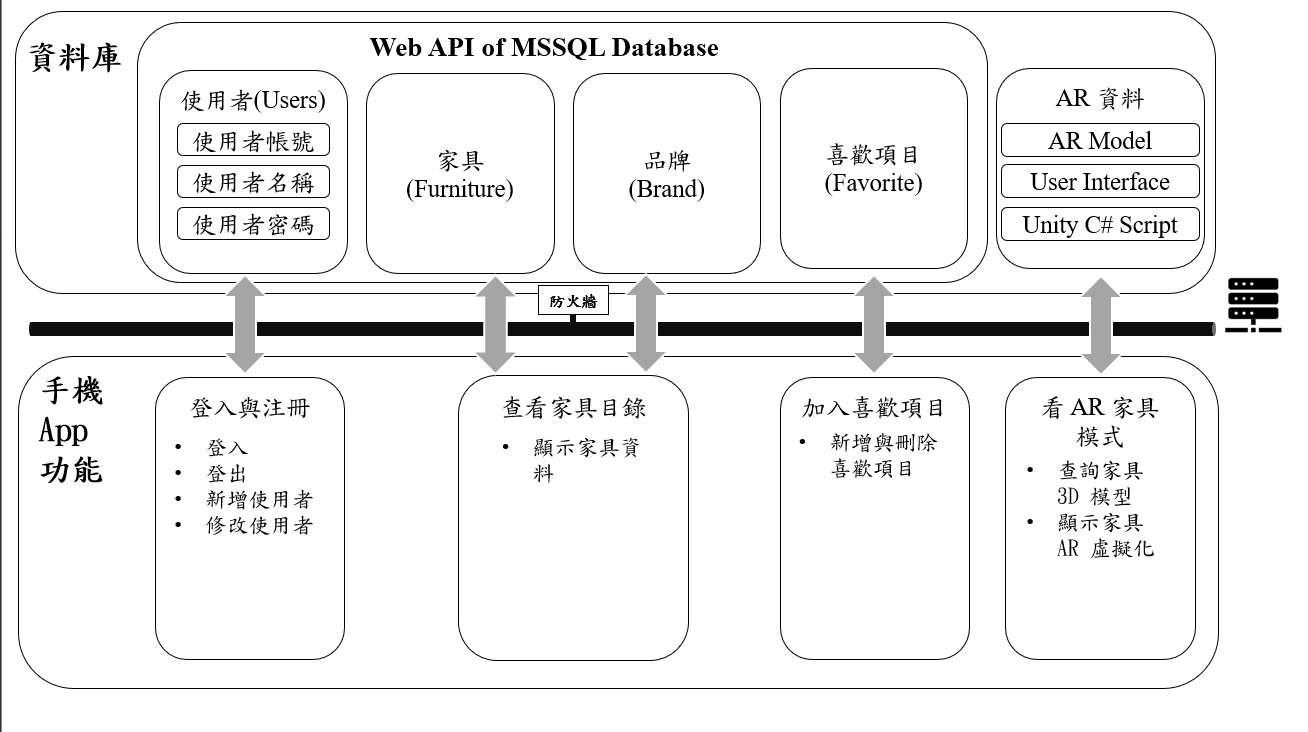 資料庫
Web API of MSSQL Database
使用者(Users)
使用者帳號
使用者名稱
使用者密碼
家具
(Furniture)
品牌
(Brand)
喜歡項目
(Favorite)
AR 資料
AR Model
User Interface
Unity C# Script
防火牆
手機
App
功能
登入與注冊
• 登入
• 登出
• 新增使用者
• 修改使用者
查看家具目錄
• 顯示家具資
料
加入喜歡項目
• 新增與刪除
喜歡項目
看 AR 家具
模式
• 查詢家具
3D 模型
• 顯示家具
AR 虛擬化